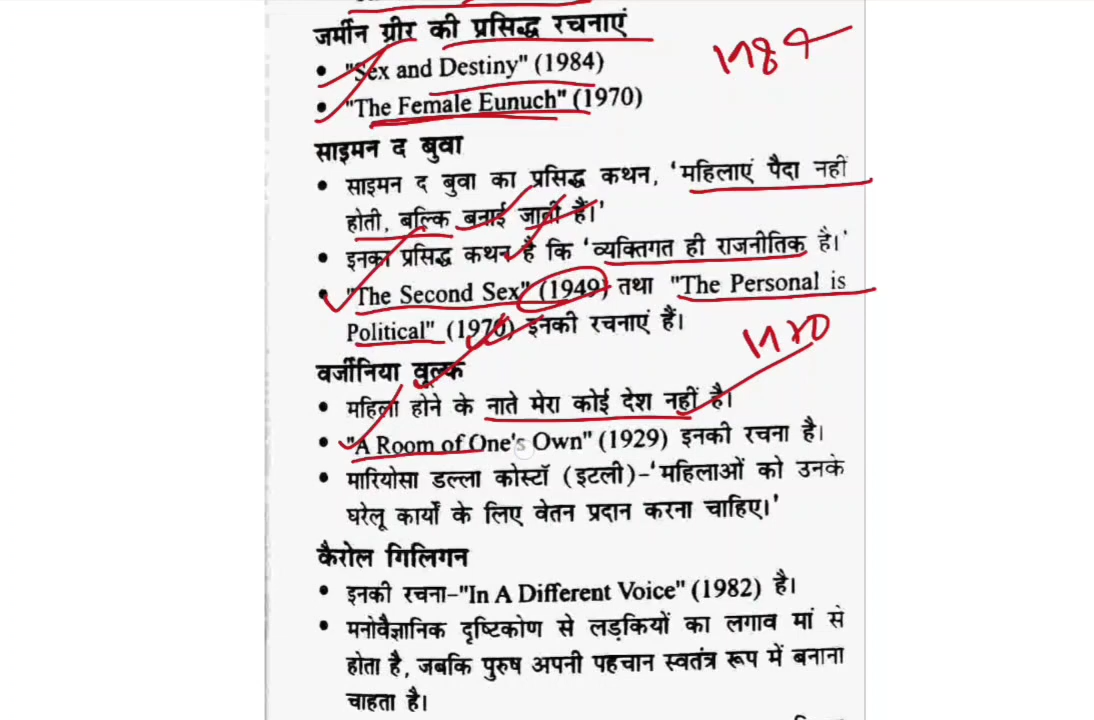 जर्मीन ग्रीर की प्रसिद्ध रचनाएं
• "Sex and Destiny" (1984)
• "The Female Eunuch" (1970)
साइमन द बुवा
• साइमन द बुवा का प्रसिद्ध कथन, 'महिलाएं पैदा नहीं
होती, बल्कि बनाई जाती हैं।'
• इनका प्रसिद्ध कथन है कि 'व्यक्तिगत ही राजनीतिक है।'
• "The Second Sex" (1949) तथा "The Personal is
Political" (1970) इनकी रचनाएं हैं।
वर्जीनिया वुल्फ
• महिला होने के नाते मेरा कोई देश नहीं है।
• "A Room of One's Own" (1929) इनकी रचना है।
• मारियोसा डल्ला कोस्टॉ (इटली)-'महिलाओं को उनके
घरेलू कार्यों के लिए वेतन प्रदान करना चाहिए।'
कैरोल गिलिगन
• इनकी रचना-"In A Different Voice" (1982) है।
• मनोवैज्ञानिक दृष्टिकोण से लड़कियों का लगाव मां से
होता है, जबकि पुरुष अपनी पहचान स्वतंत्र रूप में बनाना
चाहता है।